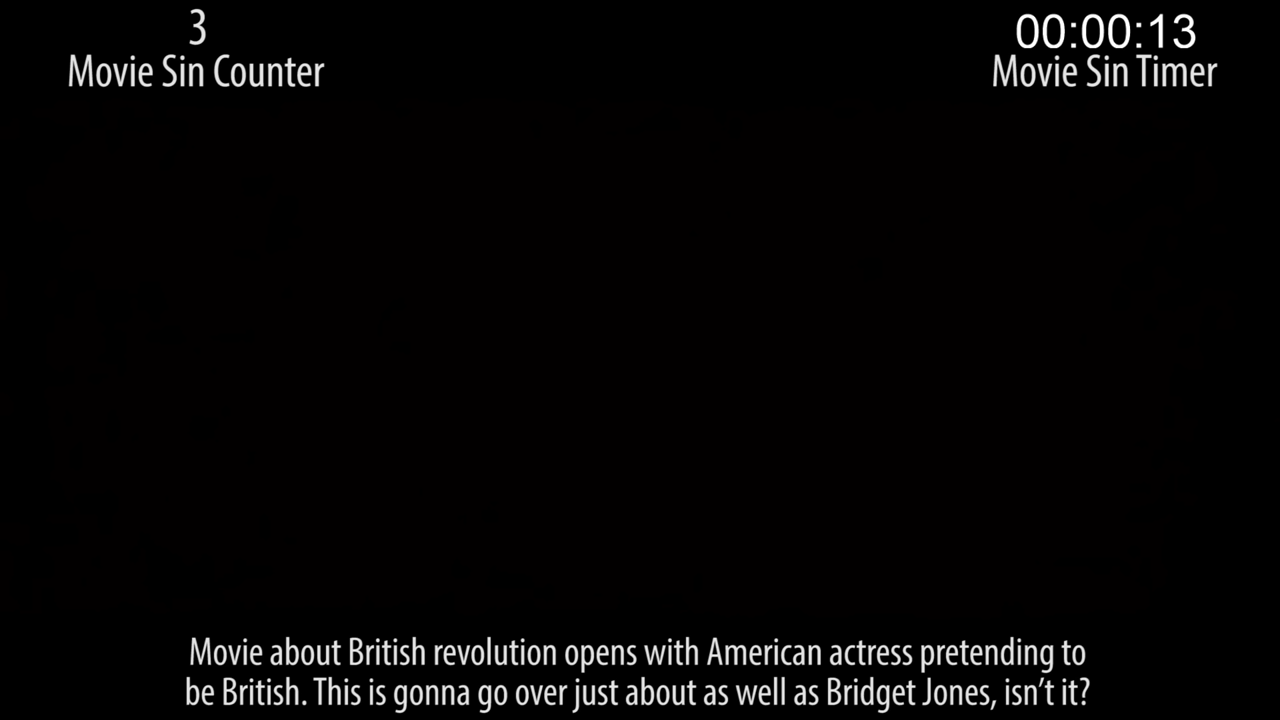 3
Movie Sin Counter
00:00:13
Movie Sin Timer
Movie about British revolution opens with American actress pretending to
be British. This is gonna go over just about as well as Bridget Jones, isn’t it?